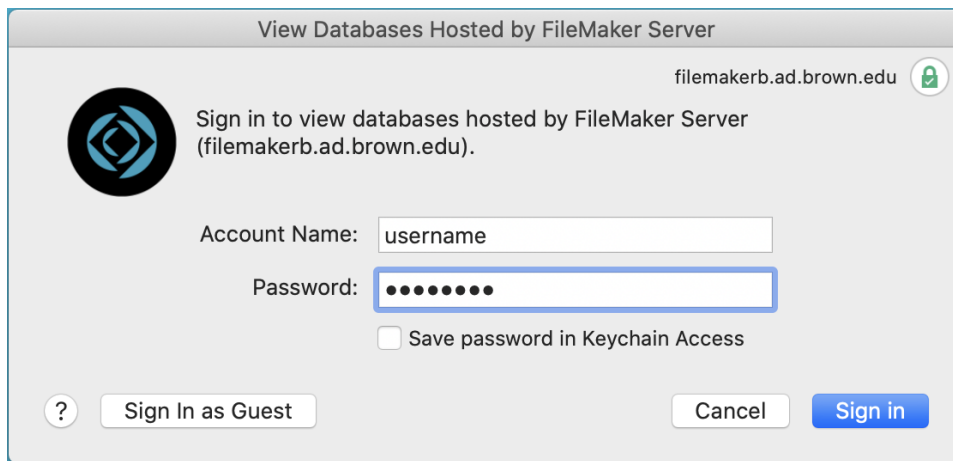 View Databases Hosted by FileMaker Server
filemakerb.ad.brown.edu
Sign in to view databases hosted by FileMaker Server
(filemakerb.ad.brown.edu).
Account Name: username
Password: ●●●●●●●●
Save password in Keychain Access
? Sign In as Guest Cancel Sign in